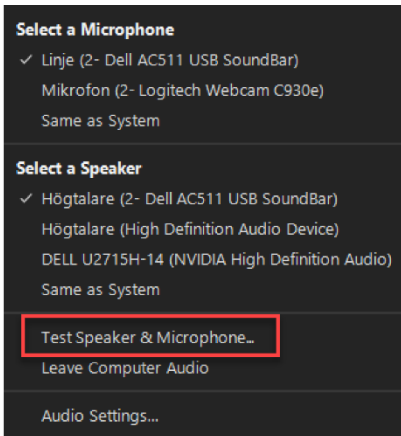 Select a Microphone
✓ Linje (2- Dell AC511 USB SoundBar)
Mikrofon (2- Logitech Webcam C930e)
Same as System
Select a Speaker
✓ Högtalare (2- Dell AC511 USB SoundBar)
Högtalare (High Definition Audio Device)
DELL U2715H-14 (NVIDIA High Definition Audio)
Same as System
Test Speaker & Microphone...
Leave Computer Audio
Audio Settings...